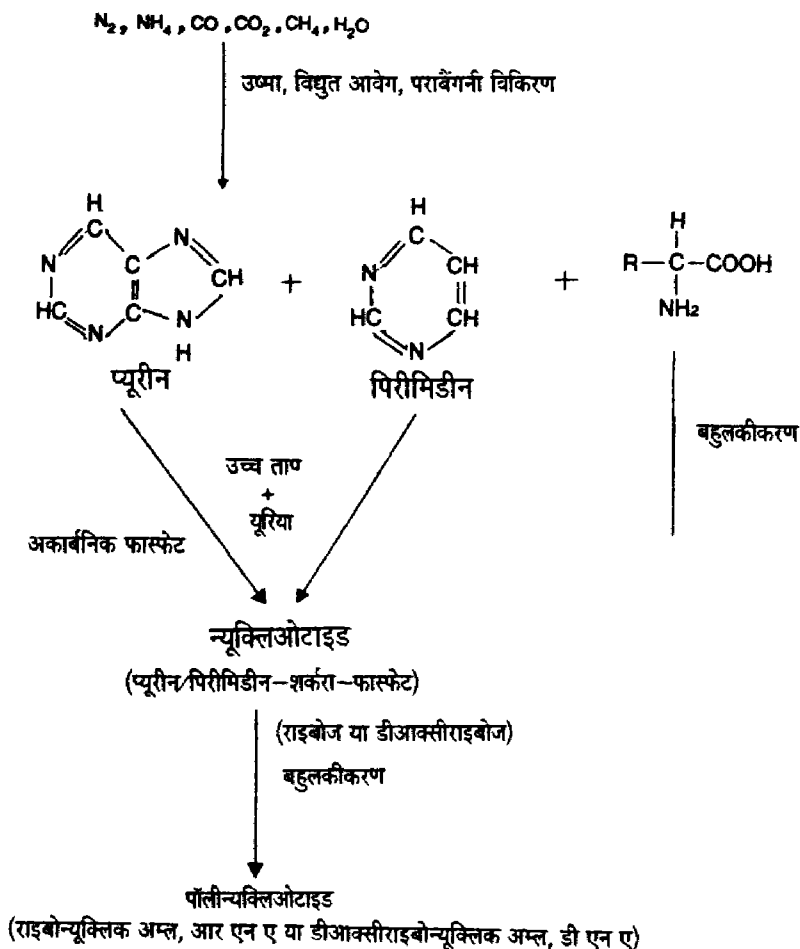 N₂, NH₄, CO, CO₂, CH₄, H₂O
उष्मा, विद्युत आवेग, पराबैंगनी विकिरण
H
C
N
N
C
CH
HC
N
C
N
H
+
H
C
N
CH
HC
CH
N
+
H
R—C—COOH
NH₂
प्यूरीन
पिरीमिडीन
बहुलकीकरण
उच्च ताप
+
यूरिया
अकार्बनिक फास्फेट
न्यूक्लिओटाइड
(प्यूरीन/पिरीमिडीन—शर्करा—फास्फेट)
(राइबोज या डीआक्सीराइबोज)
बहुलकीकरण
पॉलीन्यक्लिओटाइड
(राइबोन्यूक्लिक अम्ल, आर एन ए या डीआक्सीराइबोन्यूक्लिक अम्ल, डी एन ए)